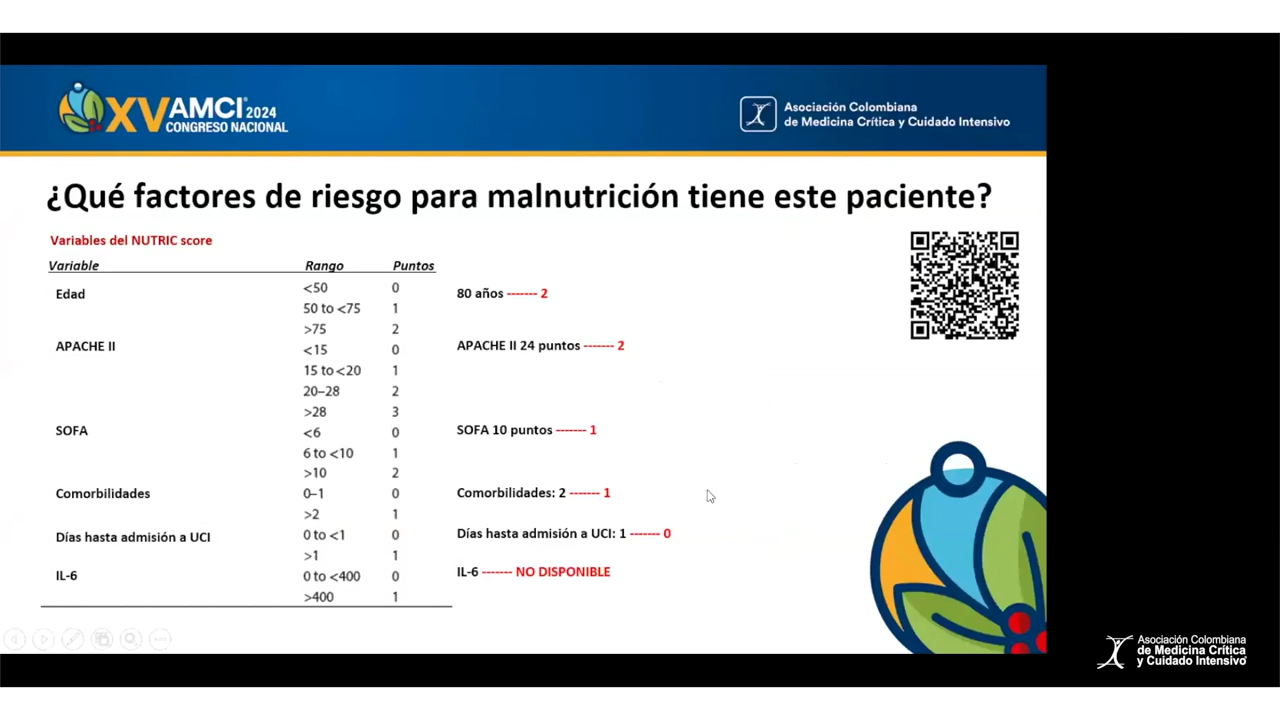 XV AMCI® 2024
CONGRESO NACIONAL
Asociación Colombiana
de Medicina Crítica y Cuidado Intensivo
¿Qué factores de riesgo para malnutrición tiene este paciente?
Variables del NUTRIC score
Variable Rango Puntos
Edad <50 0 80 años ------- 2
50 to <75 1
>75 2
APACHE II <15 0 APACHE II 24 puntos ------- 2
15 to <20 1
20–28 2
>28 3
SOFA <6 0 SOFA 10 puntos ------- 1
6 to <10 1
>10 2
Comorbilidades 0–1 0 Comorbilidades: 2 ------- 1
>2 1
Días hasta admisión a UCI 0 to <1 0 Días hasta admisión a UCI: 1 ------- 0
>1 1
IL-6 0 to <400 0 IL-6 ------- NO DISPONIBLE
>400 1
Asociación Colombiana
de Medicina Crítica
y Cuidado Intensivo®